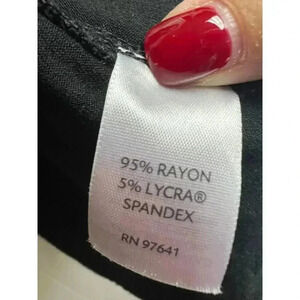 95% RAYON
5% LYCRA®
SPANDEX
RN 97641